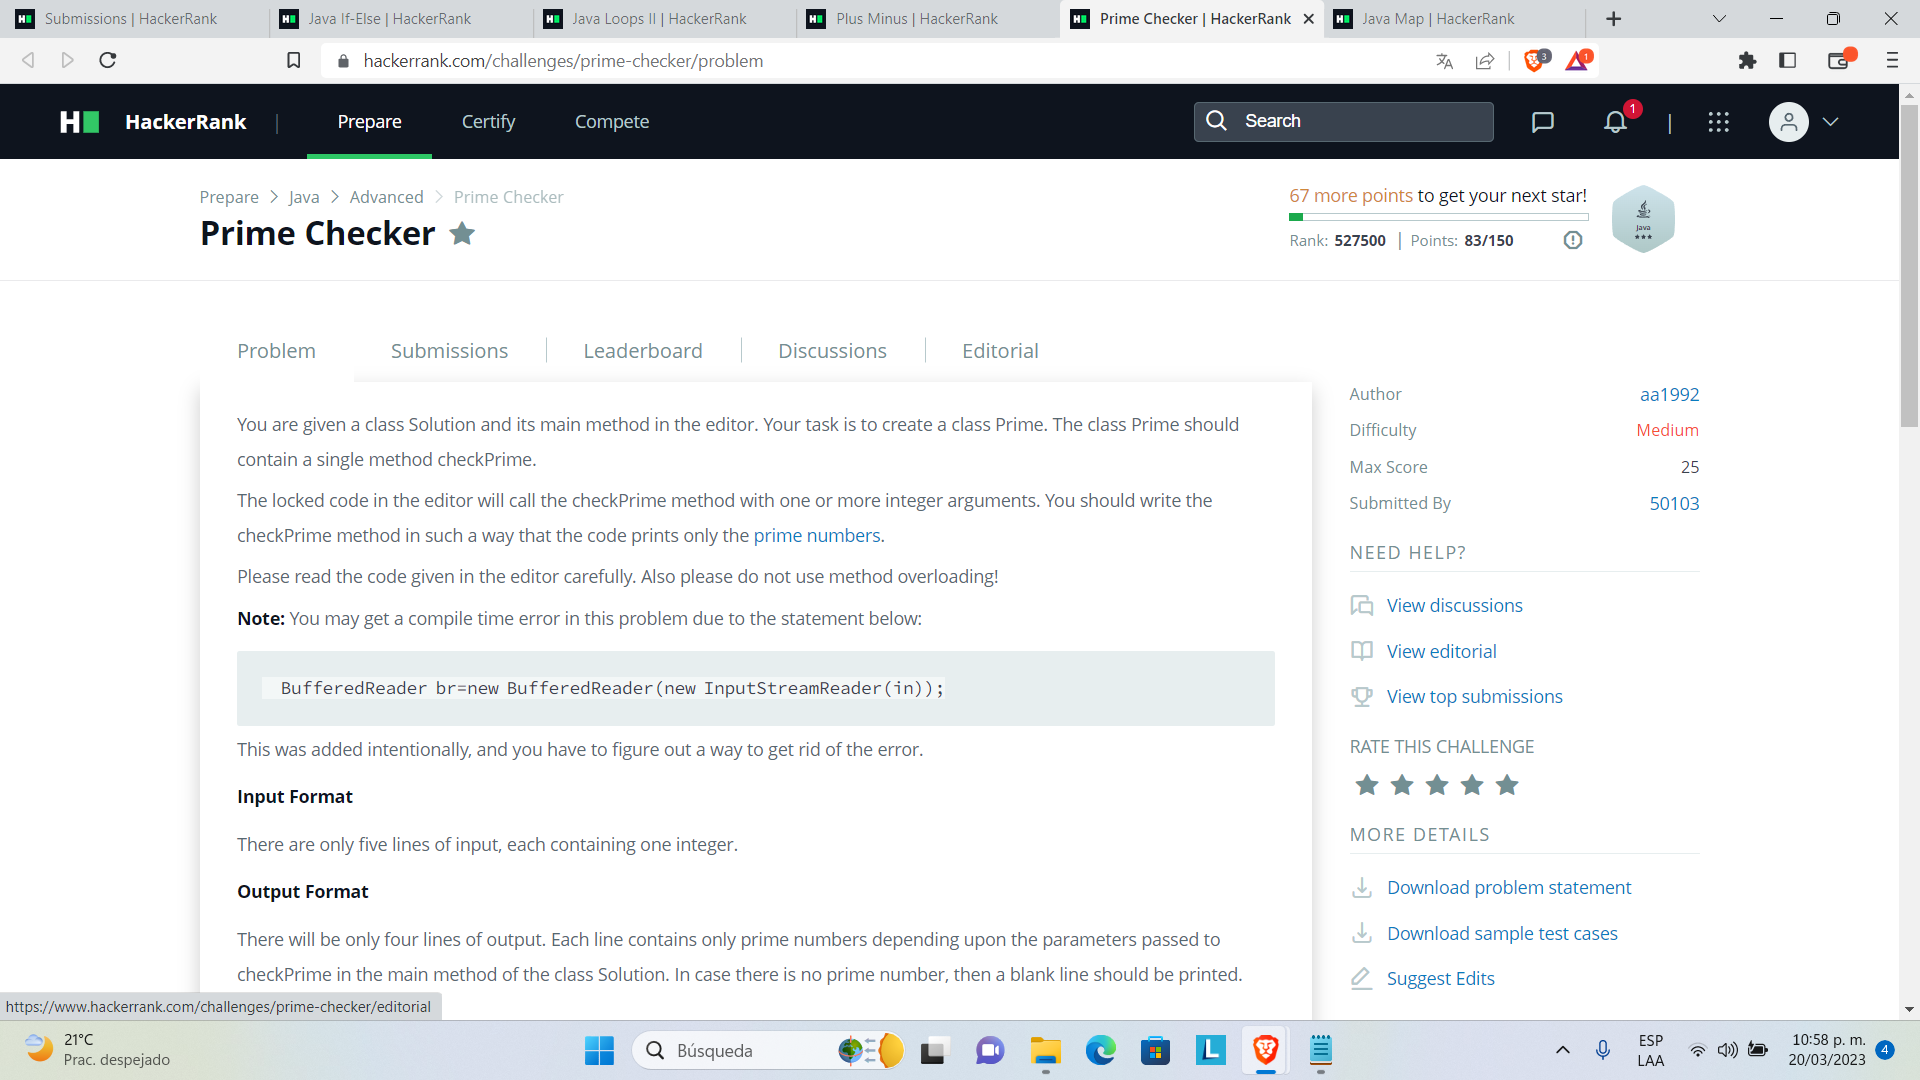 Submissions | HackerRank
Java If-Else | HackerRank
Java Loops II | HackerRank
Plus Minus | HackerRank
Prime Checker | HackerRank
Java Map | HackerRank
hackerrank.com/challenges/prime-checker/problem
3
1
HackerRank
Prepare
Certify
Compete
Search
1
Prepare > Java > Advanced > Prime Checker
Prime Checker
67 more points to get your next star!
Rank: 527500 | Points: 83/150
Java
Problem
Submissions
Leaderboard
Discussions
Editorial
You are given a class Solution and its main method in the editor. Your task is to create a class Prime. The class Prime should
contain a single method checkPrime.
The locked code in the editor will call the checkPrime method with one or more integer arguments. You should write the
checkPrime method in such a way that the code prints only the prime numbers.
Please read the code given in the editor carefully. Also please do not use method overloading!
Note: You may get a compile time error in this problem due to the statement below:
BufferedReader br=new BufferedReader(new InputStreamReader(in));
This was added intentionally, and you have to figure out a way to get rid of the error.
Input Format
There are only five lines of input, each containing one integer.
Output Format
There will be only four lines of output. Each line contains only prime numbers depending upon the parameters passed to
checkPrime in the main method of the class Solution. In case there is no prime number, then a blank line should be printed.
Author aa1992
Difficulty Medium
Max Score 25
Submitted By 50103
NEED HELP?
View discussions
View editorial
View top submissions
RATE THIS CHALLENGE
MORE DETAILS
Download problem statement
Download sample test cases
Suggest Edits
https://www.hackerrank.com/challenges/prime-checker/editorial
21°C
Prac. despejado
Búsqueda
L
ESP
LAA
10:58 p. m.
20/03/2023
4